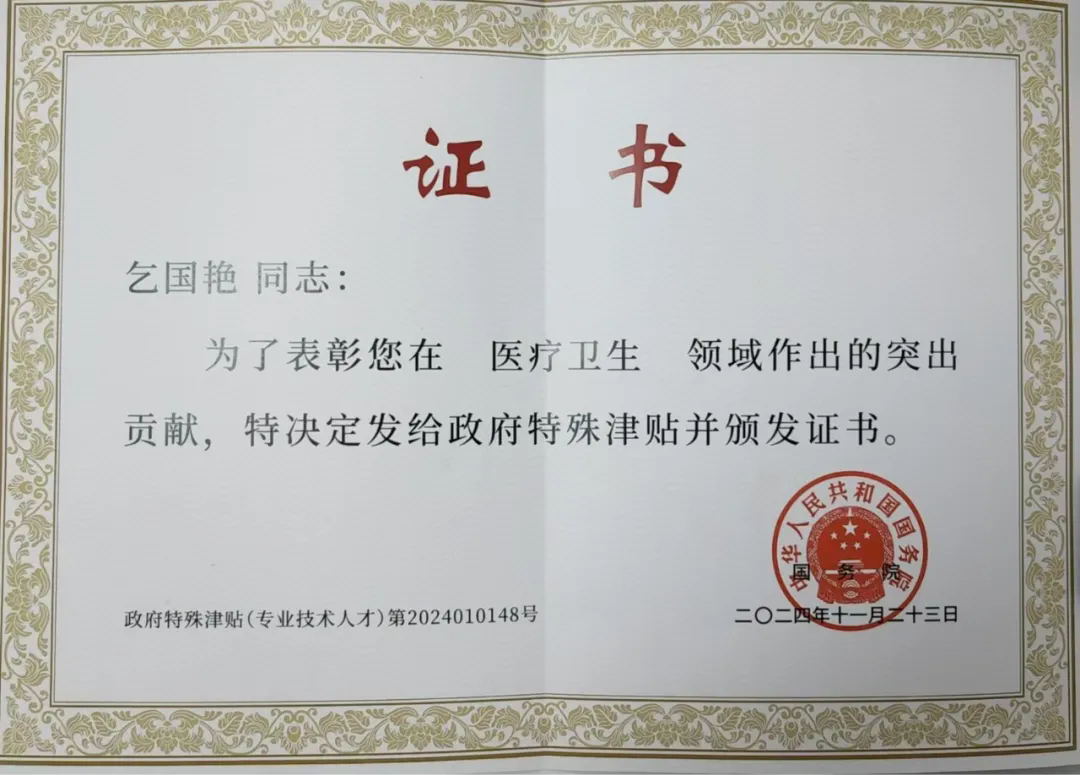 证 书
乞国艳 同志：
为了表彰您在 医疗卫生 领域作出的突出
贡献，特决定发给政府特殊津贴并颁发证书。
中华人民共和国国务院
国 务 院
政府特殊津贴(专业技术人才)第2024010148号
二〇二四年十一月二十三日